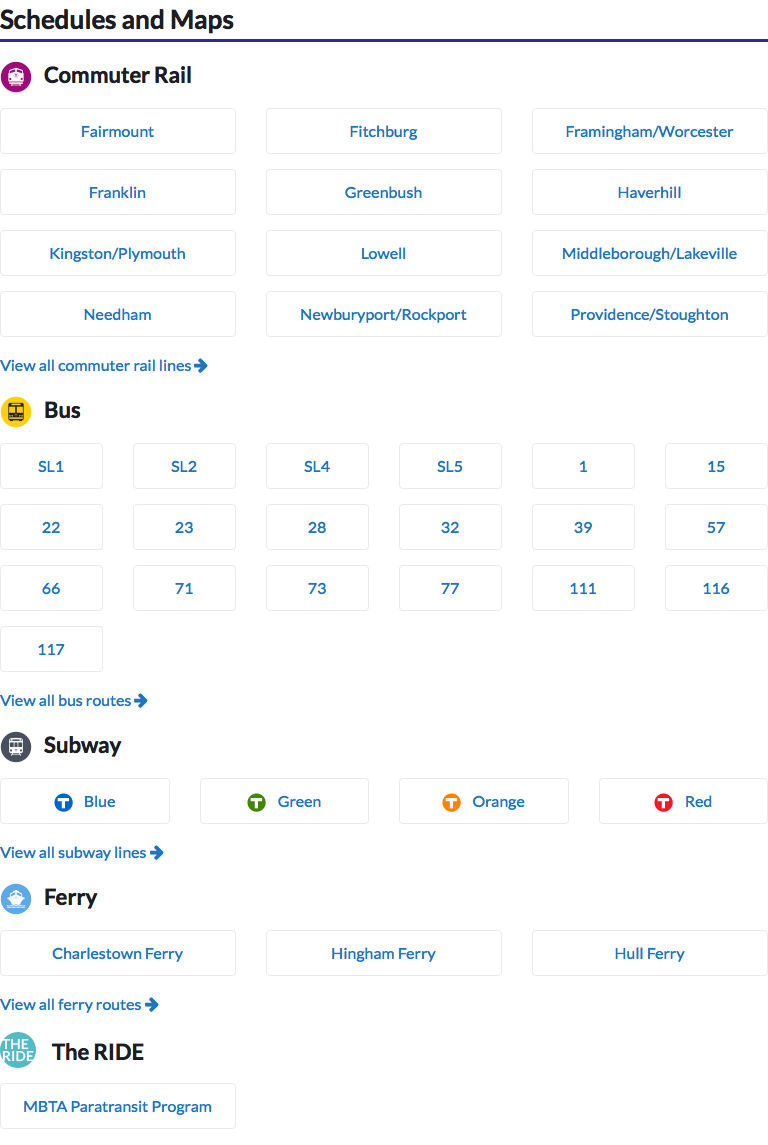 Schedules and Maps
Commuter Rail
Fairmount Fitchburg Framingham/Worcester
Franklin Greenbush Haverhill
Kingston/Plymouth Lowell Middleborough/Lakeville
Needham Newburyport/Rockport Providence/Stoughton
View all commuter rail lines
Bus
SL1 SL2 SL4 SL5 1 15
22 23 28 32 39 57
66 71 73 77 111 116
117
View all bus routes
Subway
T Blue T Green T Orange T Red
View all subway lines
Ferry
Charlestown Ferry Hingham Ferry Hull Ferry
View all ferry routes
THE
RIDE
The RIDE
MBTA Paratransit Program